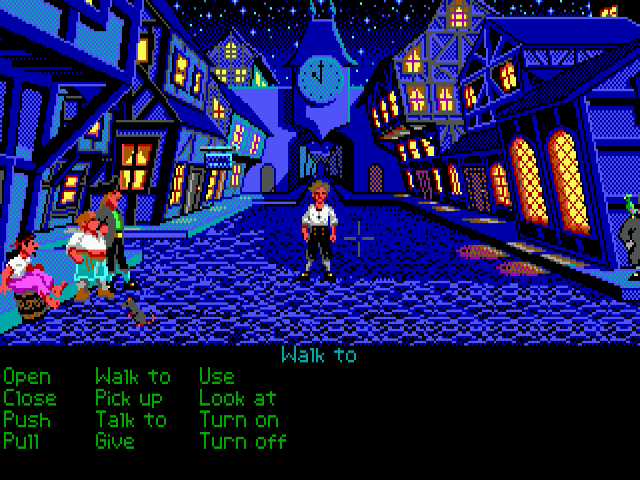 Walk to
Open Walk to Use
Close Pick up Look at
Push Talk to Turn on
Pull Give Turn off